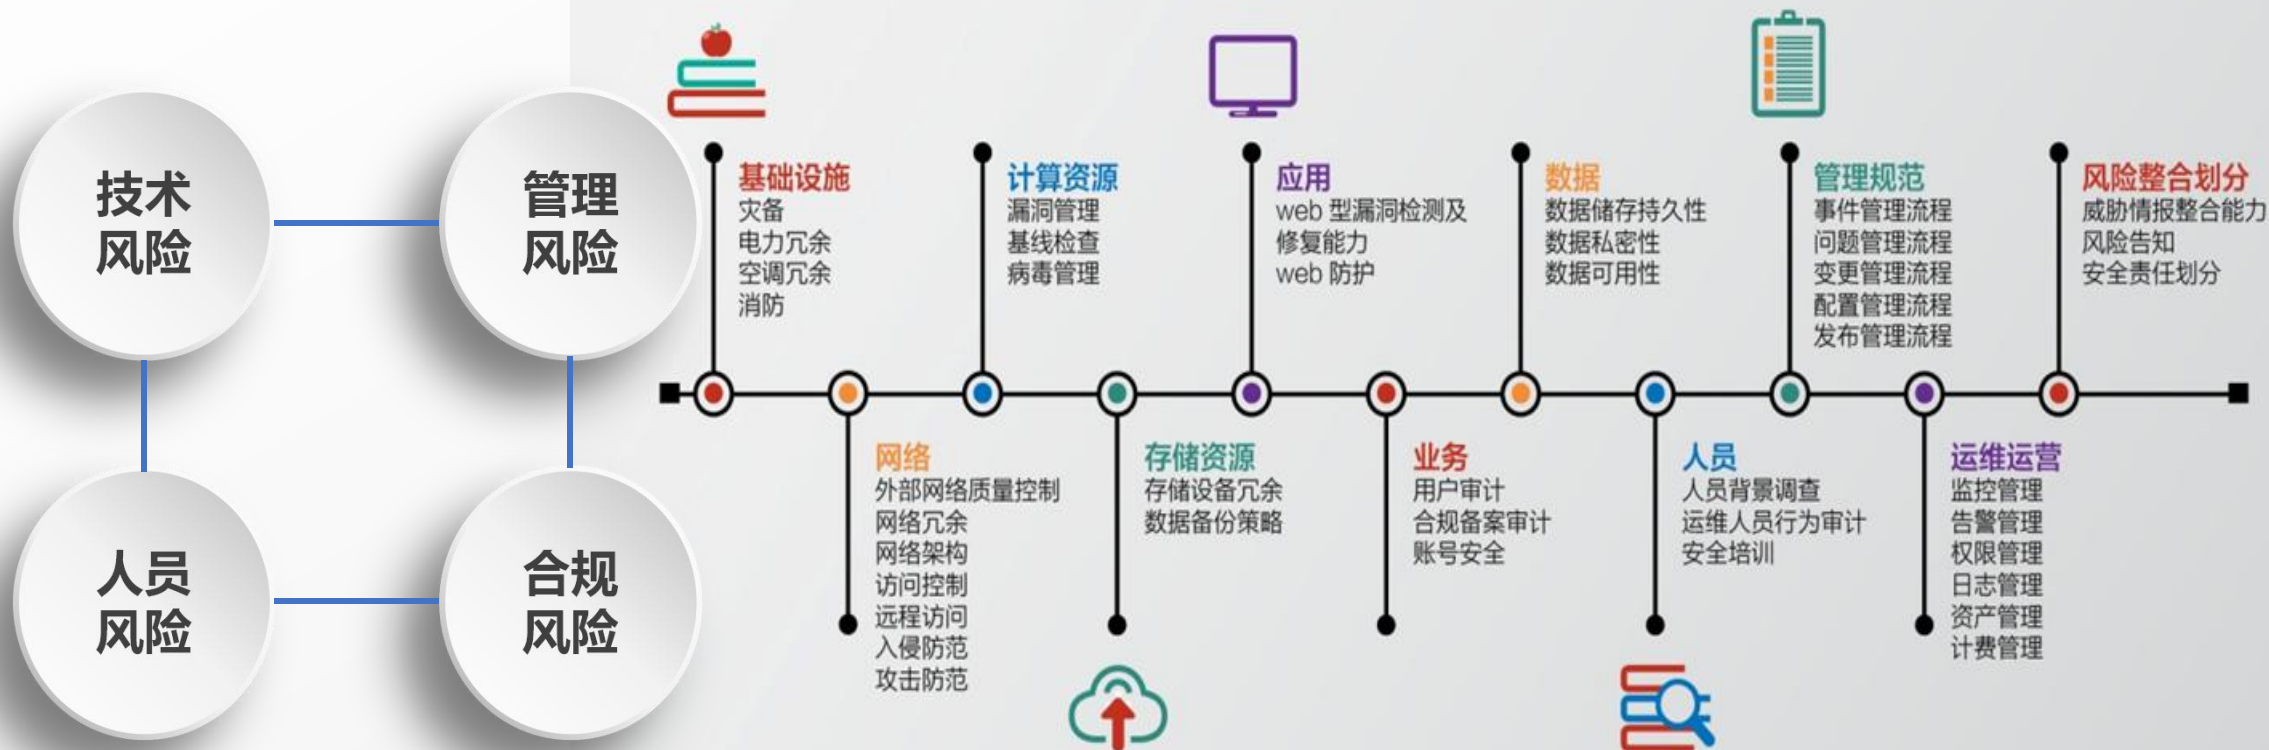 技术
风险
管理
风险
人员
风险
合规
风险
基础设施
灾备
电力冗余
空调冗余
消防
计算资源
漏洞管理
基线检查
病毒管理
应用
web 型漏洞检测及
修复能力
web 防护
数据
数据储存持久性
数据私密性
数据可用性
管理规范
事件管理流程
问题管理流程
变更管理流程
配置管理流程
发布管理流程
风险整合划分
威胁情报整合能力
风险告知
安全责任划分
网络
外部网络质量控制
网络冗余
网络架构
访问控制
远程访问
入侵防范
攻击防范
存储资源
存储设备冗余
数据备份策略
业务
用户审计
合规备案审计
账号安全
人员
人员背景调查
运维人员行为审计
安全培训
运维运营
监控管理
告警管理
权限管理
日志管理
资产管理
计费管理